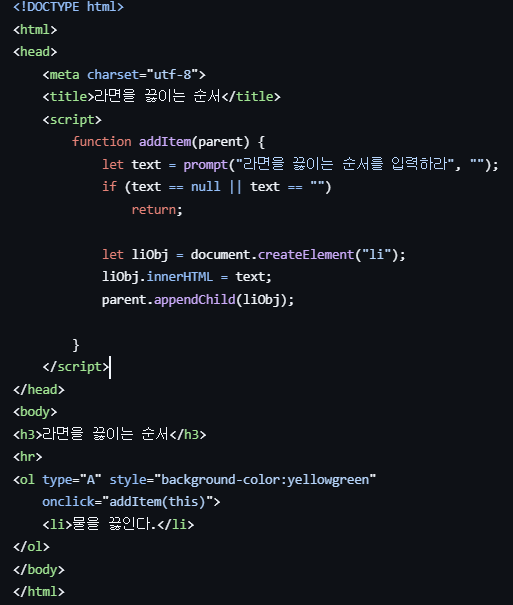 <!DOCTYPE html>
<html>
<head>
    <meta charset="utf-8">
    <title>라면을 끓이는 순서</title>
    <script>
        function addItem(parent) {
            let text = prompt("라면을 끓이는 순서를 입력하라", "");
            if (text == null || text == "")
                return;

            let liObj = document.createElement("li");
            liObj.innerHTML = text;
            parent.appendChild(liObj);

        }
    </script>
</head>
<body>
<h3>라면을 끓이는 순서</h3>
<hr>
<ol type="A" style="background-color:yellowgreen"
    onclick="addItem(this)">
    <li>물을 끓인다.</li>
</ol>
</body>
</html>